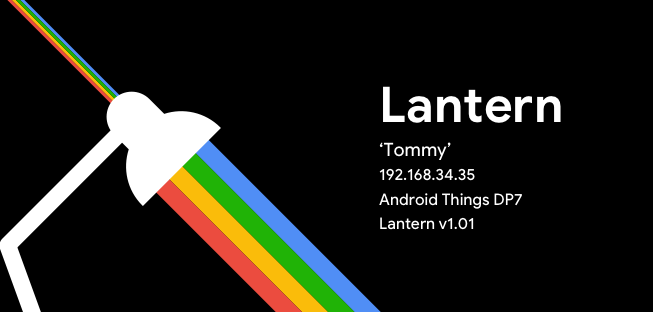 Lantern
‘Tommy’
192.168.34.35
Android Things DP7
Lantern v1.01